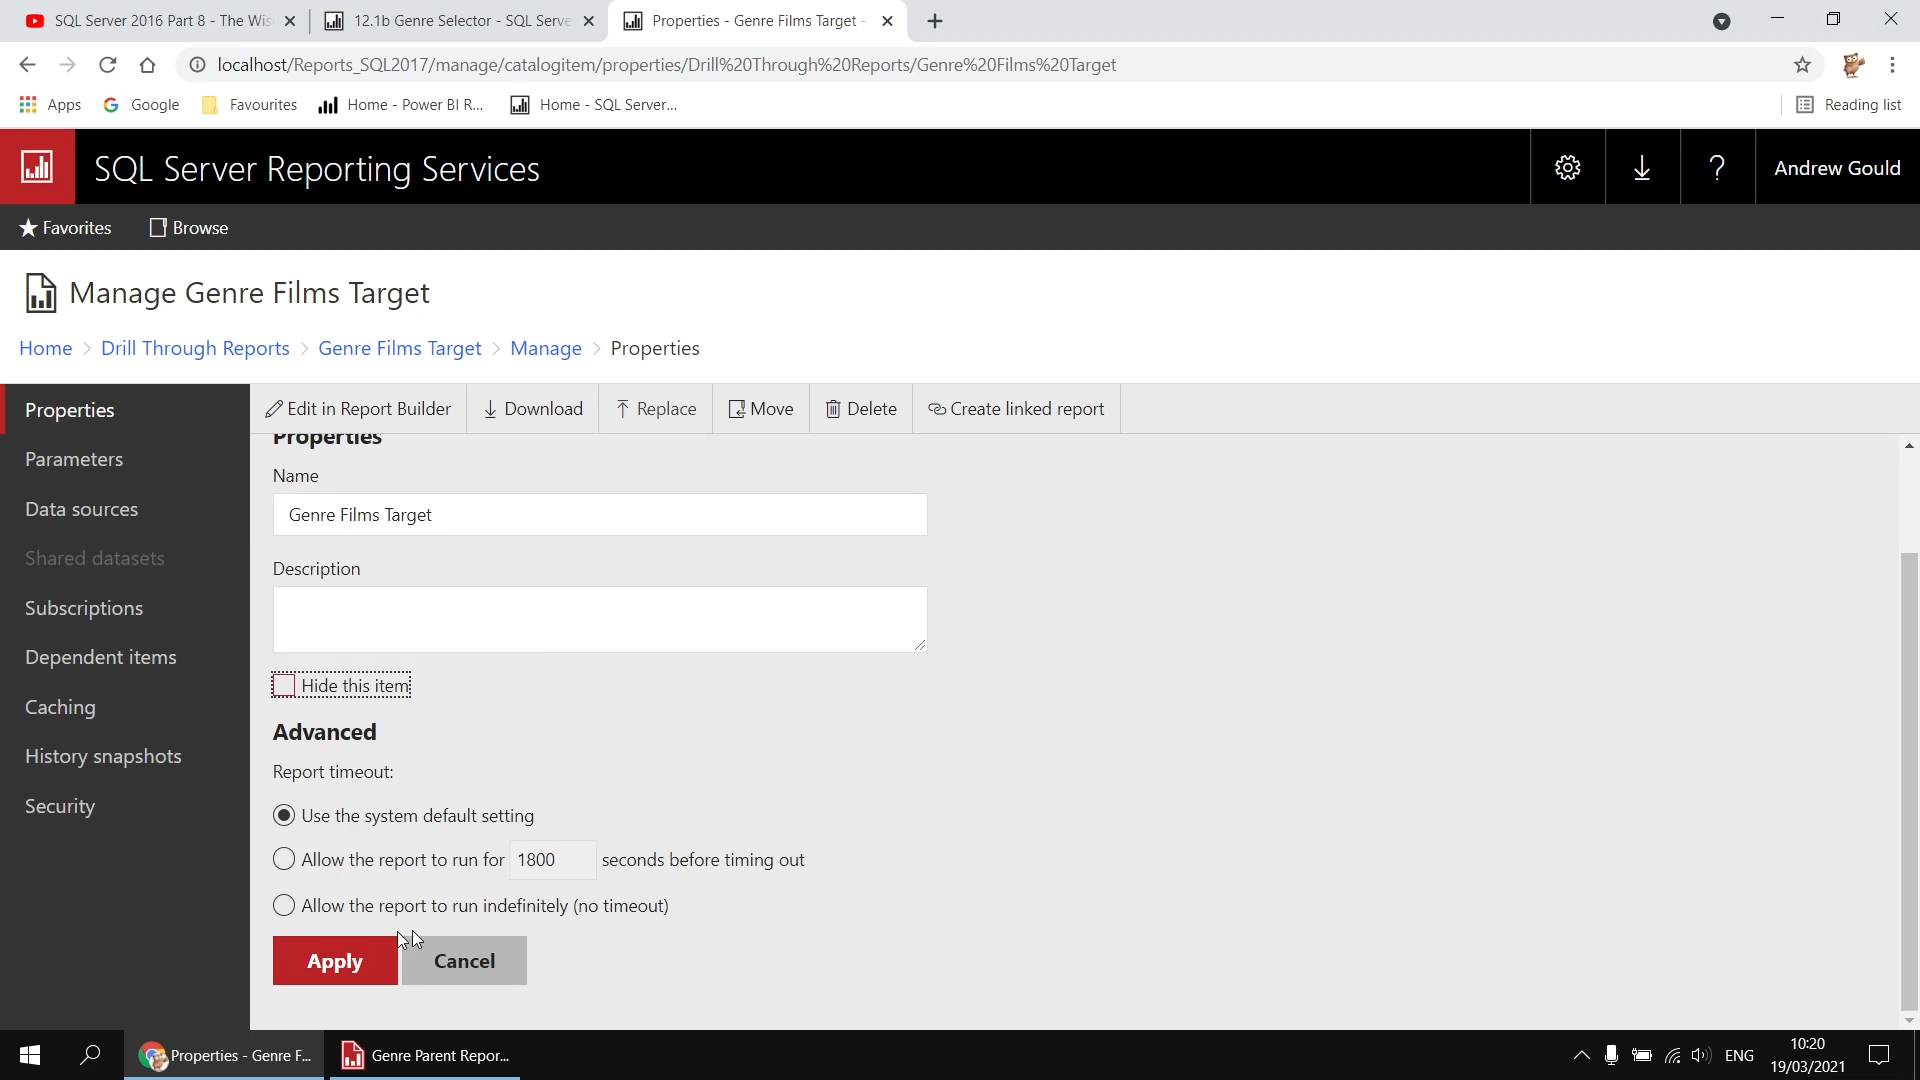 SQL Server 2016 Part 8 - The Wis
12.1b Genre Selector - SQL Serve
Properties - Genre Films Target -
localhost/Reports_SQL2017/manage/catalogitem/properties/Drill%20Through%20Reports/Genre%20Films%20Target
Apps
Google
Favourites
Home - Power BI R...
Home - SQL Server...
Reading list
SQL Server Reporting Services
?
Andrew Gould
Favorites
Browse
Manage Genre Films Target
Home > Drill Through Reports > Genre Films Target > Manage > Properties
Properties
Parameters
Data sources
Shared datasets
Subscriptions
Dependent items
Caching
History snapshots
Security
Edit in Report Builder
Download
Replace
Move
Delete
Create linked report
Properties
Name
Genre Films Target
Description
Hide this item
Advanced
Report timeout:
Use the system default setting
Allow the report to run for 1800 seconds before timing out
Allow the report to run indefinitely (no timeout)
Apply
Cancel
Properties - Genre F...
Genre Parent Repor...
ENG
10:20
19/03/2021